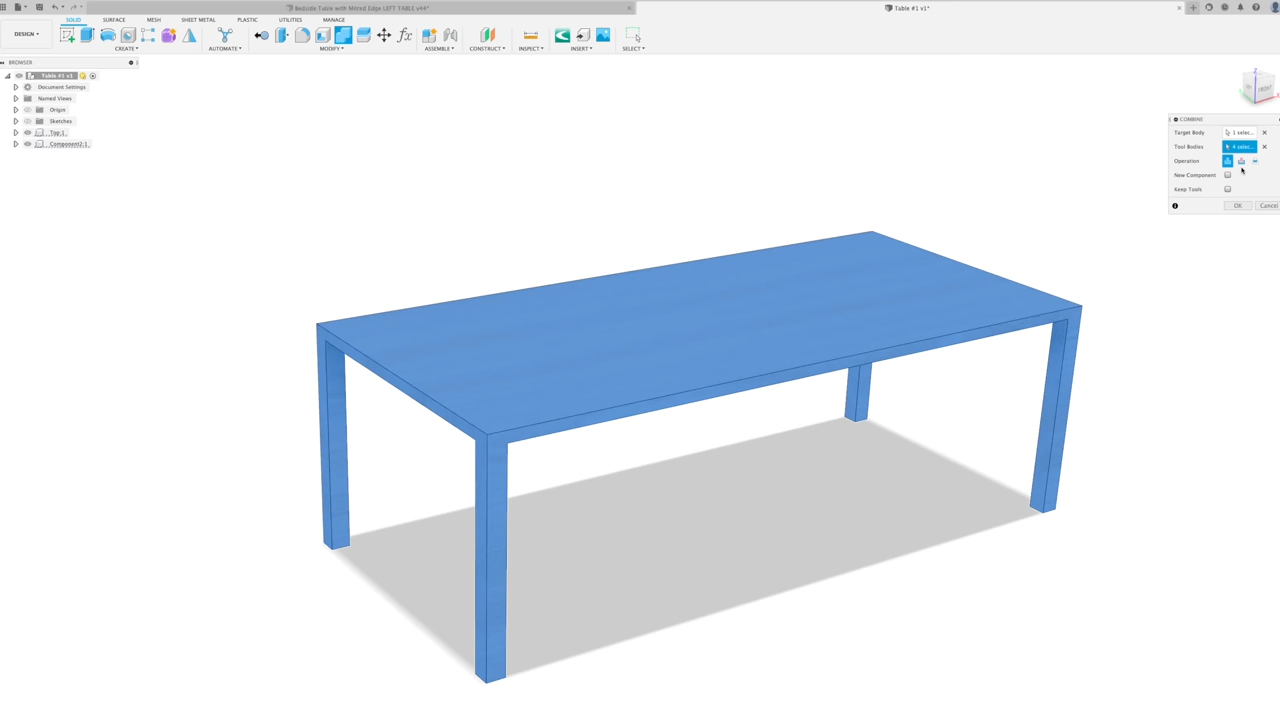 Bedside Table with Mitred Edge LEFT TABLE v44*
Table #1 v1*
DESIGN
SOLID SURFACE MESH SHEET METAL PLASTIC UTILITIES MANAGE
CREATE AUTOMATE MODIFY ASSEMBLE CONSTRUCT INSPECT INSERT SELECT
BROWSER
Table #1 v1
Document Settings
Named Views
Origin
Sketches
Top:1
Component2:1
Z
FRONT
COMBINE
Target Body 1 selec...
Tool Bodies 4 selec...
Operation
New Component
Keep Tools
OK Cancel